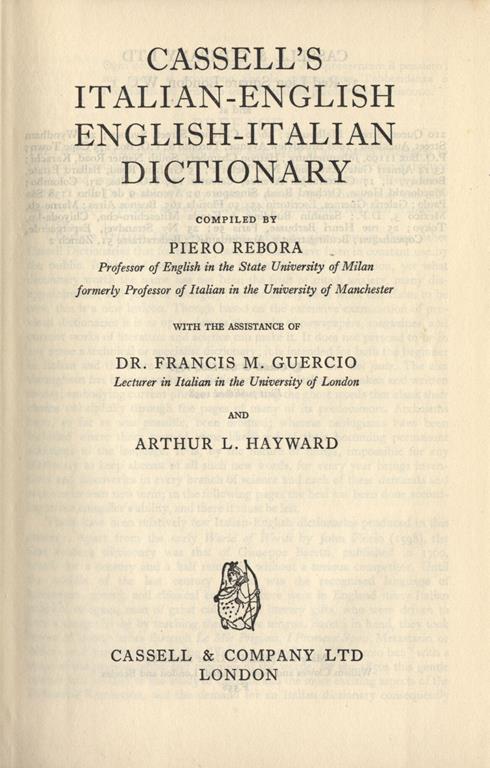 CASSELL'S
ITALIAN-ENGLISH
ENGLISH-ITALIAN
DICTIONARY
COMPILED BY
PIERO REBORA
Professor of English in the State University of Milan
formerly Professor of Italian in the University of Manchester
WITH THE ASSISTANCE OF
DR. FRANCIS M. GUERCIO
Lecturer in Italian in the University of London
AND
ARTHUR L. HAYWARD
CASSELL & COMPANY LTD
LONDON